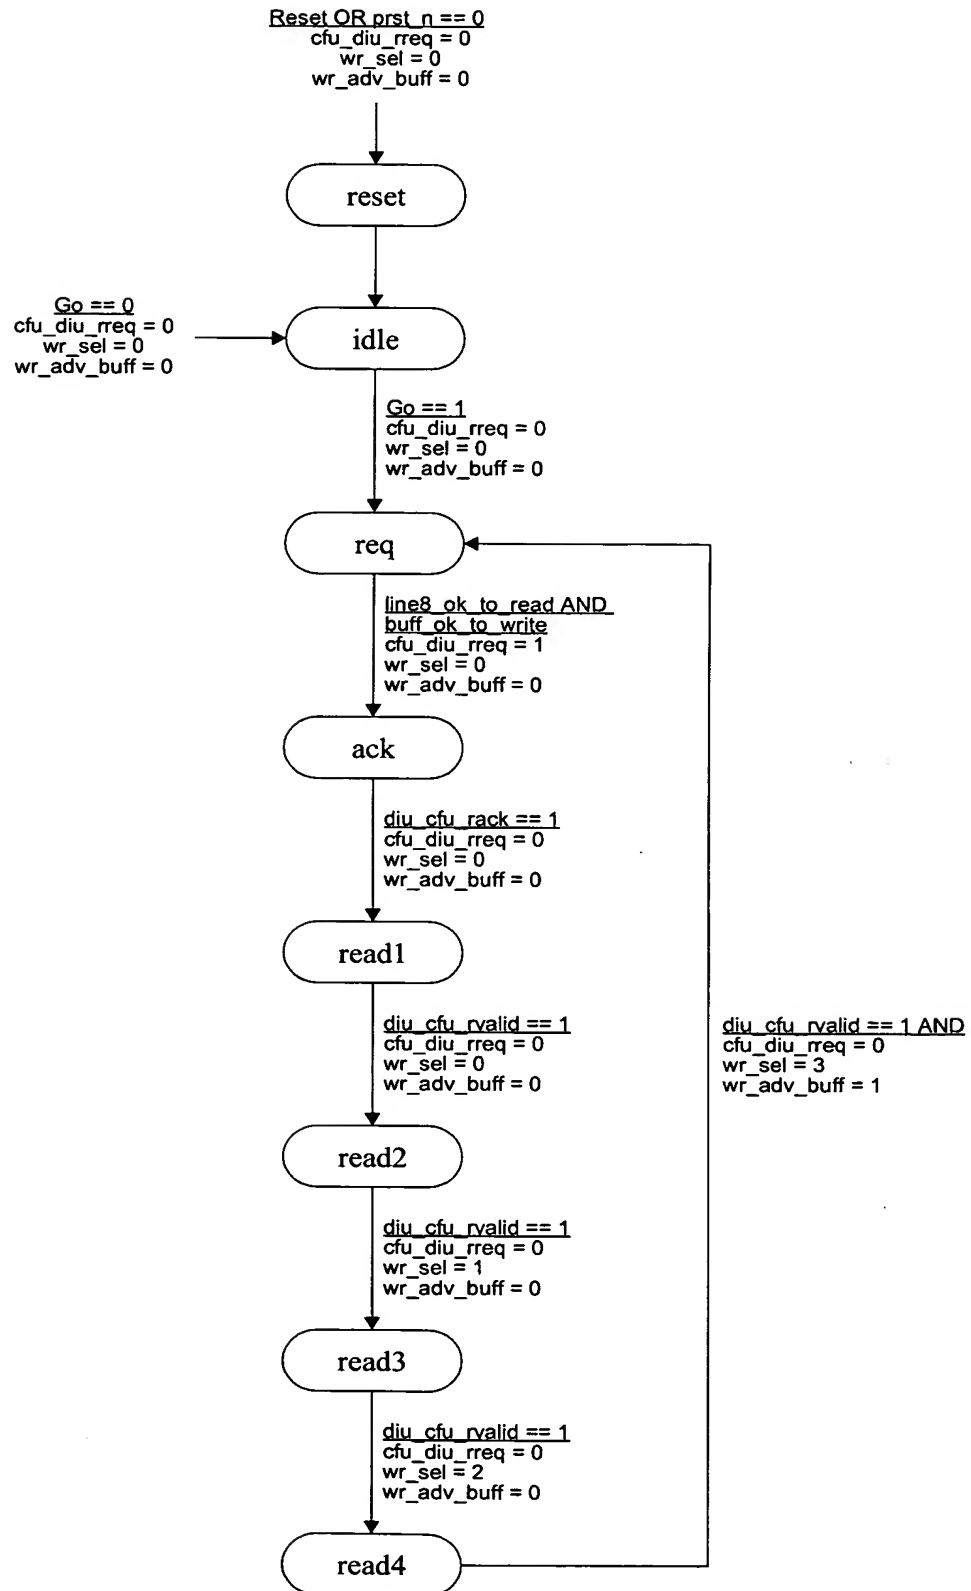 Reset OR prst_n == 0
cfu_diu_rreq = 0
wr_sel = 0
wr_adv_buff = 0
reset
Go == 0
cfu_diu_rreq = 0
wr_sel = 0
wr_adv_buff = 0
idle
Go == 1
cfu_diu_rreq = 0
wr_sel = 0
wr_adv_buff = 0
req
line8_ok_to_read AND
buff_ok_to_write
cfu_diu_rreq = 1
wr_sel = 0
wr_adv_buff = 0
ack
diu_cfu_rack == 1
cfu_diu_rreq = 0
wr_sel = 0
wr_adv_buff = 0
read1
diu_cfu_rvalid == 1
cfu_diu_rreq = 0
wr_sel = 0
wr_adv_buff = 0
diu_cfu_rvalid == 1 AND
cfu_diu_rreq = 0
wr_sel = 3
wr_adv_buff = 1
read2
diu_cfu_rvalid == 1
cfu_diu_rreq = 0
wr_sel = 1
wr_adv_buff = 0
read3
diu_cfu_rvalid == 1
cfu_diu_rreq = 0
wr_sel = 2
wr_adv_buff = 0
read4